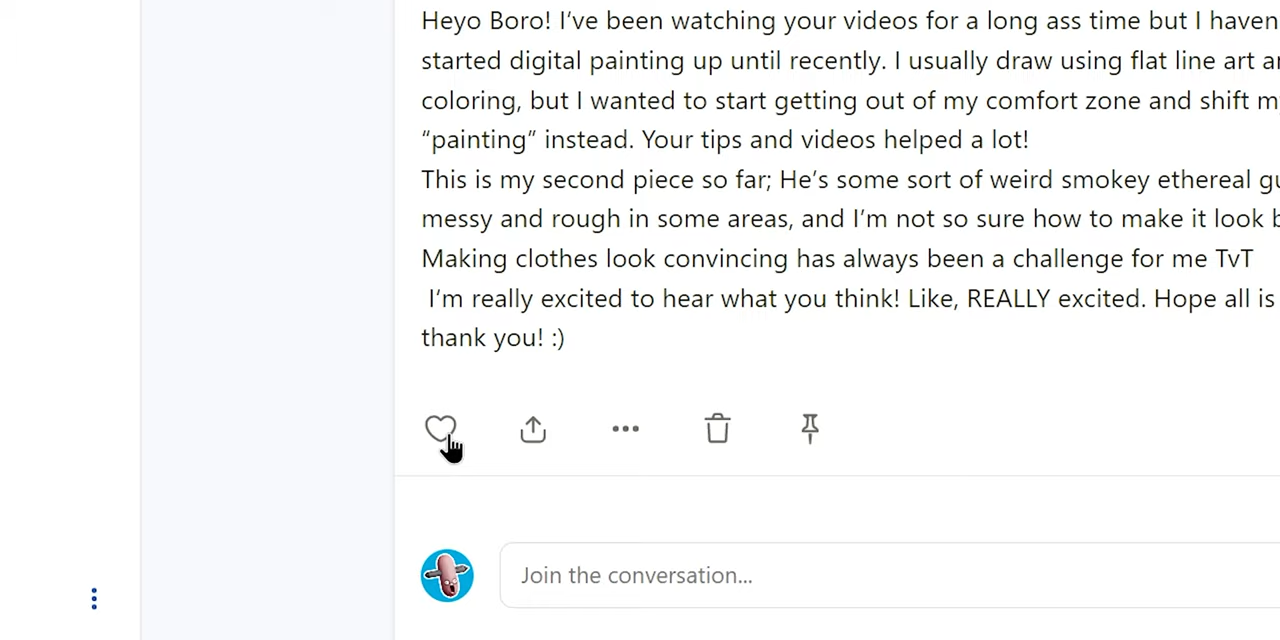 Heyo Boro! I've been watching your videos for a long ass time but I haven
started digital painting up until recently. I usually draw using flat line art
coloring, but I wanted to start getting out of my comfort zone and shift
“painting” instead. Your tips and videos helped a lot!
This is my second piece so far; He's some sort of weird smokey ethereal
messy and rough in some areas, and I'm not so sure how to make it look
Making clothes look convincing has always been a challenge for me TvT
I'm really excited to hear what you think! Like, REALLY excited. Hope all is
thank you! :)
Join the conversation...